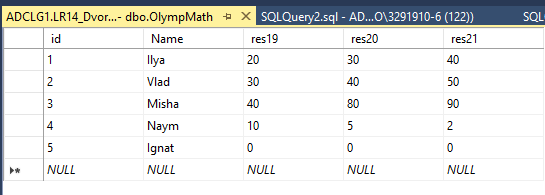 ADCLG1.LR14_Dvor...- dbo.OlympMath SQLQuery2.sql - AD...O\3291910-6 (122)) SQLQ
id Name res19 res20 res21
1 Ilya 20 30 40
2 Vlad 30 40 50
3 Misha 40 80 90
4 Naym 10 5 2
5 Ignat 0 0 0
NULL NULL NULL NULL NULL